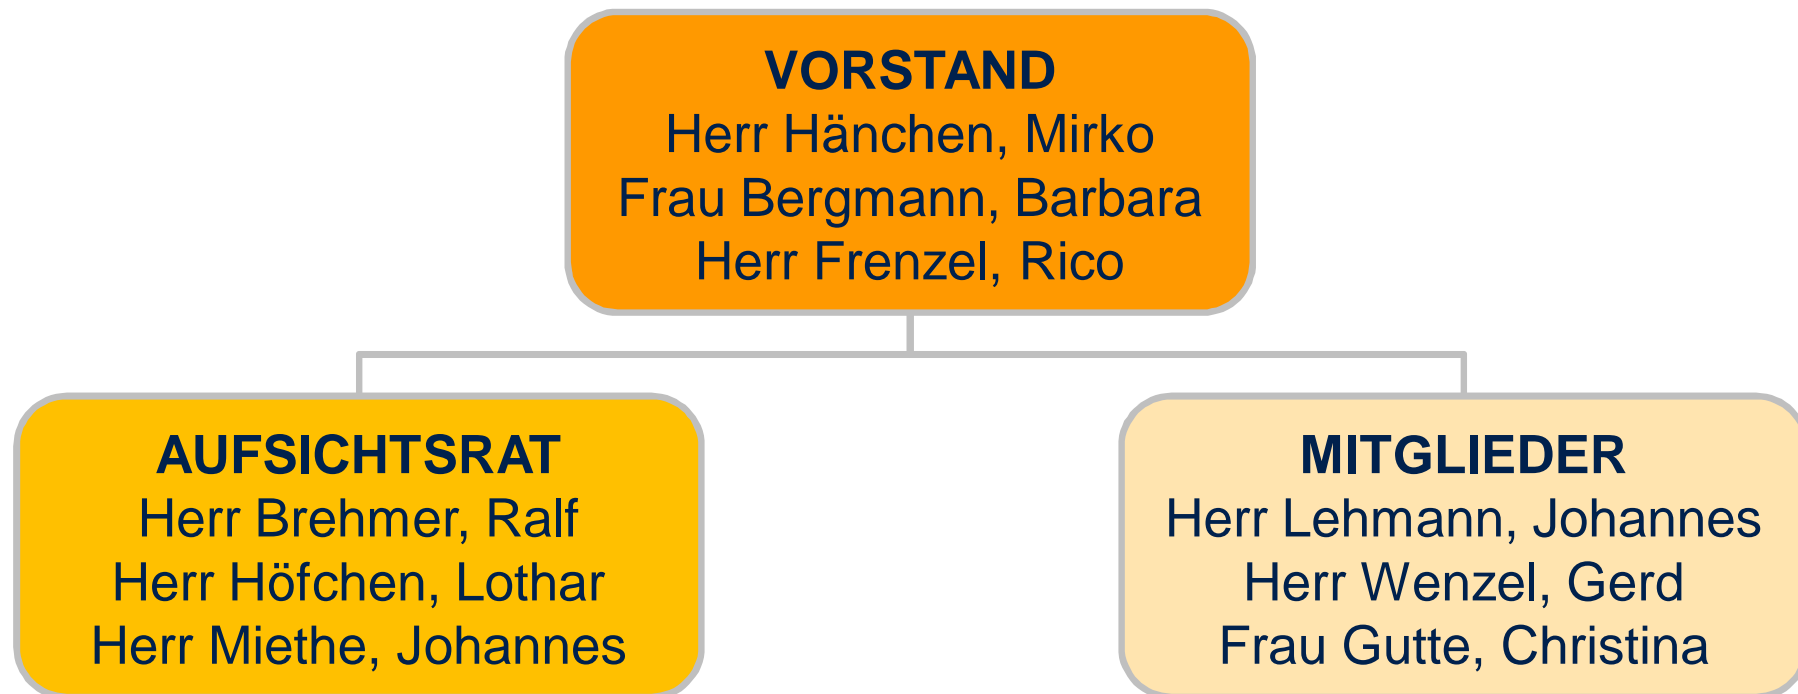 VORSTAND
Herr Hänchen, Mirko
Frau Bergmann, Barbara
Herr Frenzel, Rico
AUFSICHTSRAT
Herr Brehmer, Ralf
Herr Höfchen, Lothar
Herr Miethe, Johannes
MITGLIEDER
Herr Lehmann, Johannes
Herr Wenzel, Gerd
Frau Gutte, Christina